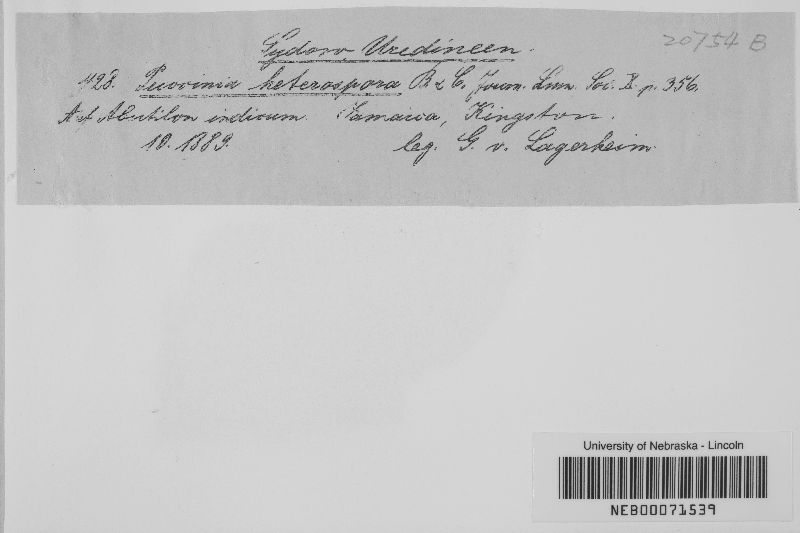 Sydow Uredineen.
20754 B
428. Puccinia heterospora B. & C. Journ. Linn. Soc. X. p. 356.
Abutilon indicum. Jamaica, Kingston.
10. 1889.
leg. G. v. Lagerheim.
University of Nebraska - Lincoln
NEB00071539